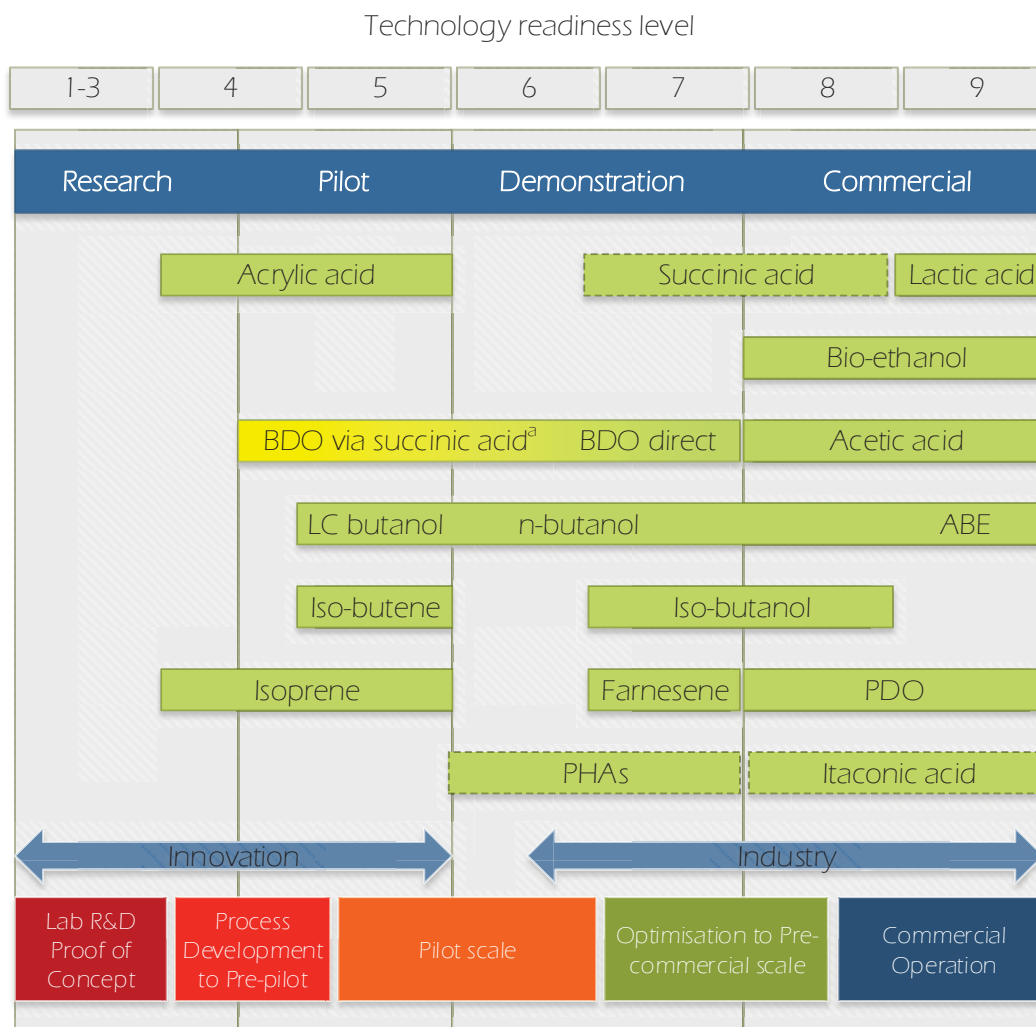 Technology readiness level
1-3 4 5 6 7 8 9
Research Pilot Demonstration Commercial
Acrylic acid Succinic acid Lactic acid
Bio-ethanol
BDO via succinic acidᵃ BDO direct Acetic acid
LC butanol n-butanol ABE
Iso-butene Iso-butanol
Isoprene Farnesene PDO
PHAs Itaconic acid
Innovation Industry
Lab R&D
Proof of
Concept
Process
Development
to Pre-pilot
Pilot scale
Optimisation to Pre-
commercial scale
Commercial
Operation